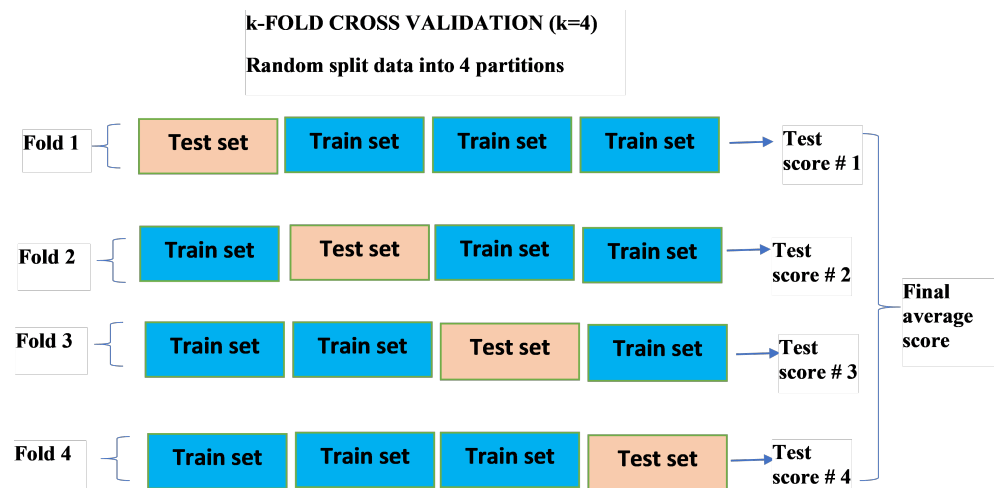 k-FOLD CROSS VALIDATION (k=4)
Random split data into 4 partitions
Fold 1
Test set
Train set
Train set
Train set
Test
score # 1
Fold 2
Train set
Test set
Train set
Train set
Test
score # 2
Fold 3
Train set
Train set
Test set
Train set
Test
score # 3
Fold 4
Train set
Train set
Train set
Test set
Test
score # 4
Final
average
score